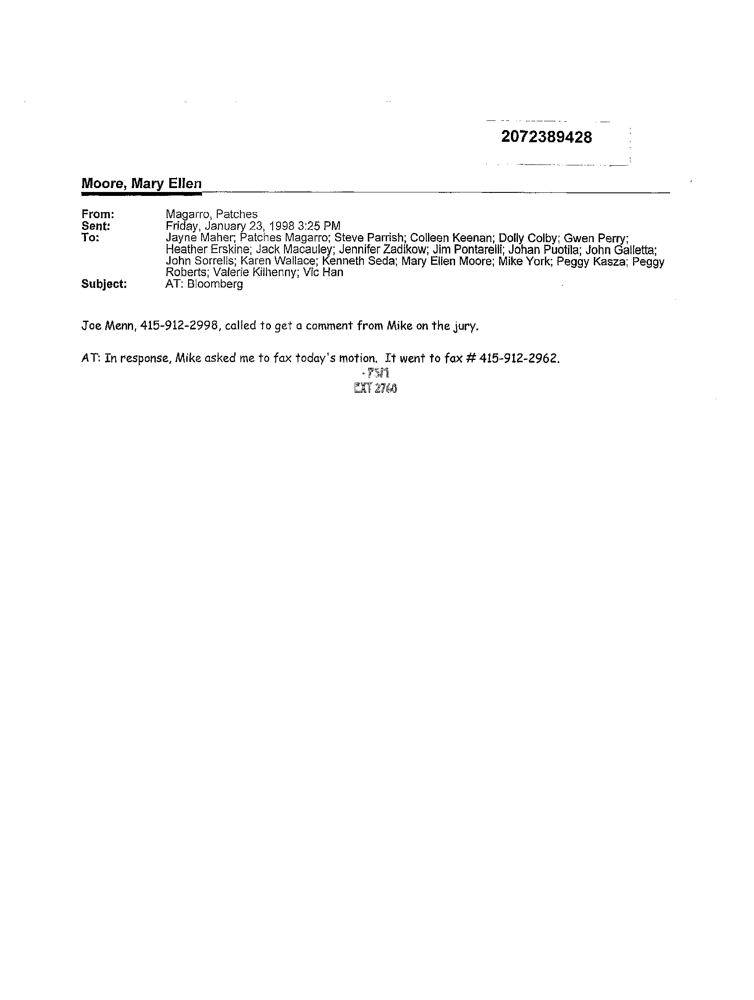 2072389428
Moore, Mary Ellen
From: Magarro, Patches
Sent: Friday, January 23, 1998 3:25 PM
To: Jayne Maher; Patches Magarro; Steve Parrish; Colleen Keenan; Dolly Colby; Gwen Perry;
Heather Erskine; Jack Macauley; Jennifer Zadikow; Jim Pontarelli; Johan Puotila; John Galletta;
John Sorrells; Karen Wallace; Kenneth Seda; Mary Ellen Moore; Mike York; Peggy Kasza; Peggy
Roberts; Valerie Kilhenny; Vic Han
Subject: AT: Bloomberg
Joe Menn, 415-912-2998, called to get a comment from Mike on the jury.
AT: In response, Mike asked me to fax today's motion. It went to fax # 415-912-2962.
EXT 2760